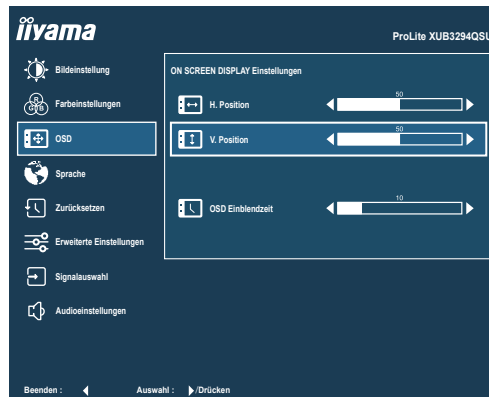 iiyama
ProLite XUB3294QSU
Bildeinstellung
Farbeinstellungen
OSD
Sprache
Zurücksetzen
Erweiterte Einstellungen
Signalauswahl
Audioeinstellungen
ON SCREEN DISPLAY Einstellungen
H. Position
50
V. Position
50
OSD Einblendzeit
10
R
G B
Beenden :
Auswahl :
/Drücken